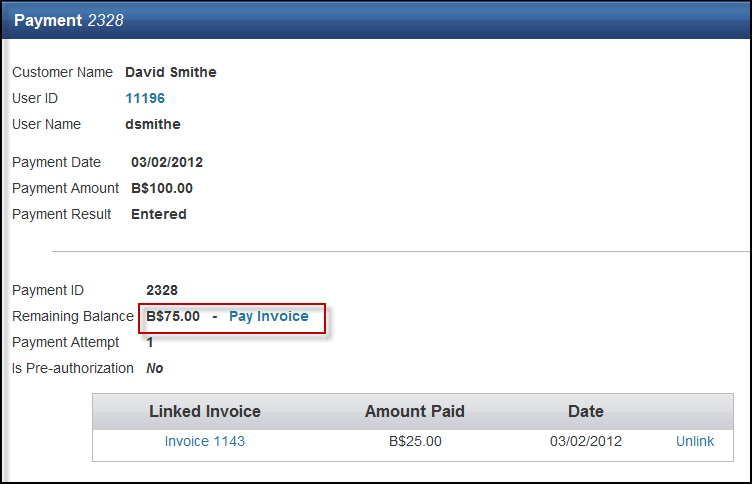 Payment 2328
Customer Name David Smithe
User ID 11196
User Name dsmithe
Payment Date 03/02/2012
Payment Amount B$100.00
Payment Result Entered
Payment ID 2328
Remaining Balance B$75.00 - Pay Invoice
Payment Attempt 1
Is Pre-authorization No
Linked Invoice Amount Paid Date
Invoice 1143 B$25.00 03/02/2012 Unlink